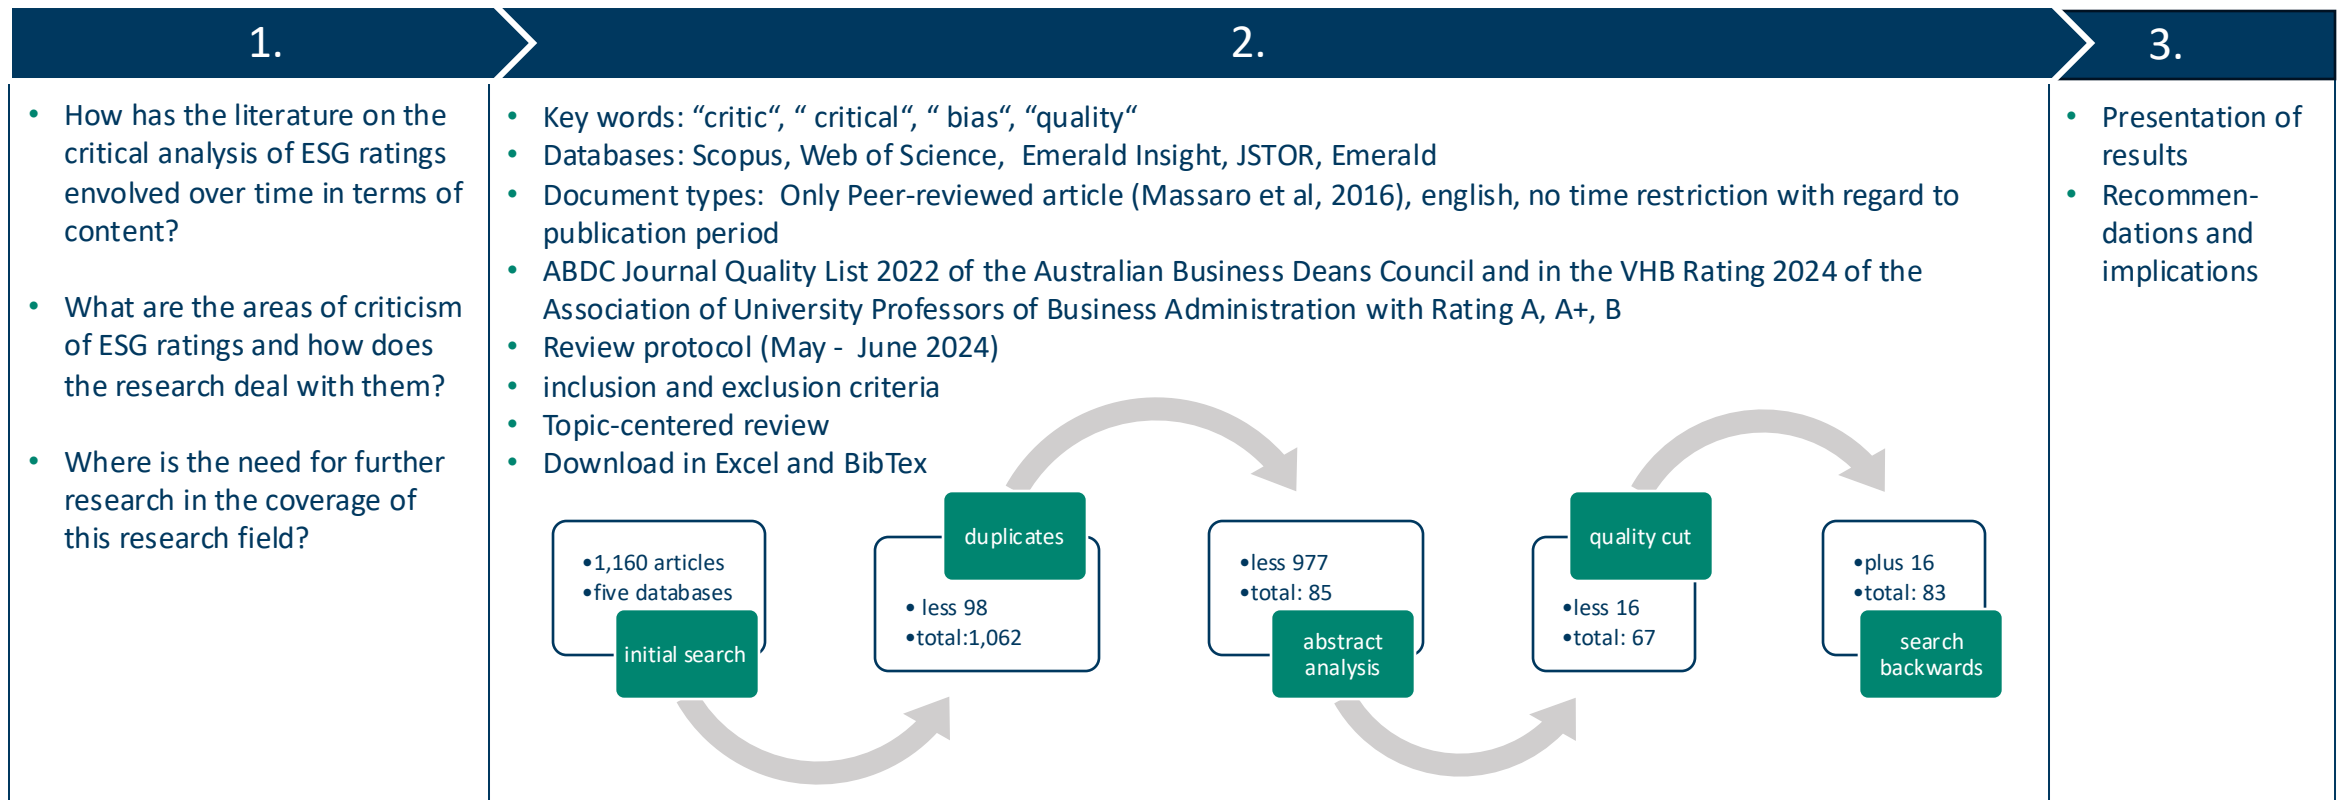 1.
2.
3.
• How has the literature on the
critical analysis of ESG ratings
envolved over time in terms of
content?
• What are the areas of criticism
of ESG ratings and how does
the research deal with them?
• Where is the need for further
research in the coverage of
this research field?
• Key words: “critic“, “ critical“, “ bias“, “quality“
• Databases: Scopus, Web of Science,  Emerald Insight, JSTOR, Emerald
• Document types:  Only Peer-reviewed article (Massaro et al, 2016), english, no time restriction with regard to
publication period
• ABDC Journal Quality List 2022 of the Australian Business Deans Council and in the VHB Rating 2024 of the
Association of University Professors of Business Administration with Rating A, A+, B
• Review protocol (May -  June 2024)
• inclusion and exclusion criteria
• Topic-centered review
• Download in Excel and BibTex
•1,160 articles
•five databases
initial search
duplicates
• less 98
•total:1,062
•less 977
•total: 85
abstract
analysis
quality cut
•less 16
•total: 67
•plus 16
•total: 83
search
backwards
• Presentation of
results
• Recommen-
dations and
implications